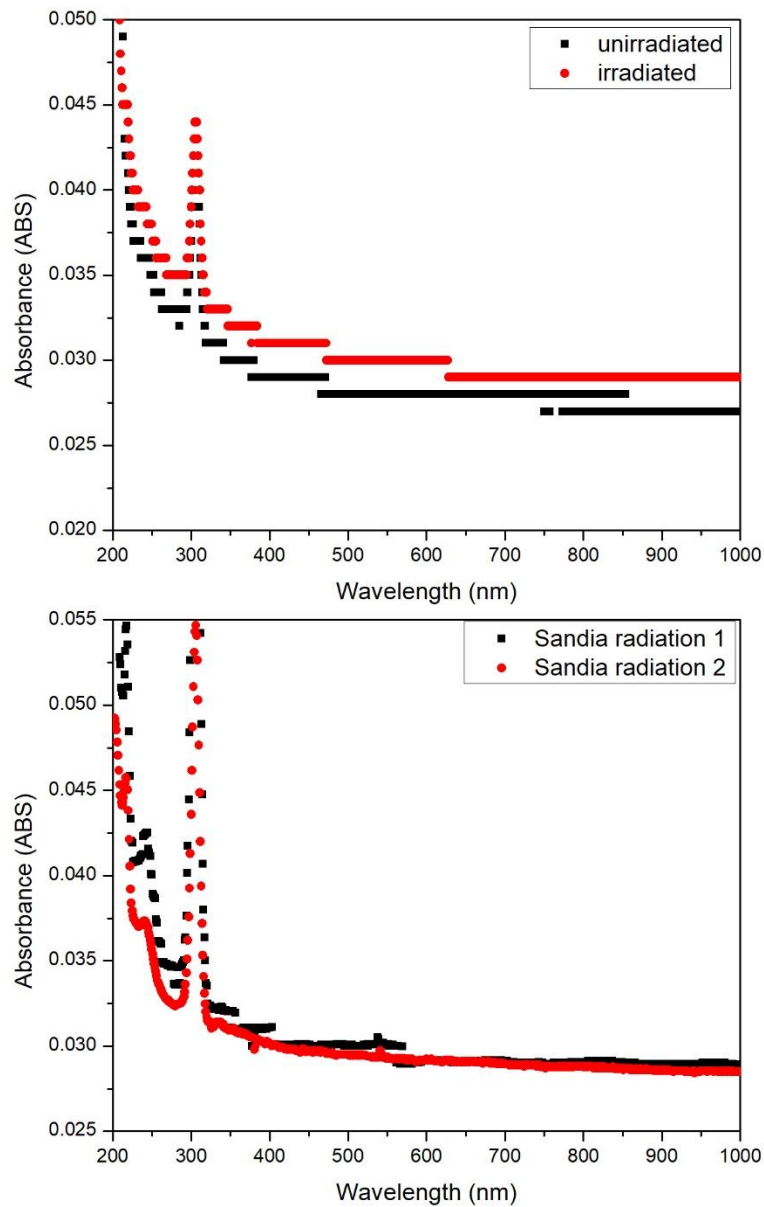 0.050
0.045
0.040
0.035
0.030
0.025
0.020
Absorbance (ABS)
unirradiated
irradiated
200 300 400 500 600 700 800 900 1000
Wavelength (nm)
0.055
0.050
0.045
0.040
0.035
0.030
0.025
Absorbance (ABS)
Sandia radiation 1
Sandia radiation 2
200 300 400 500 600 700 800 900 1000
Wavelength (nm)